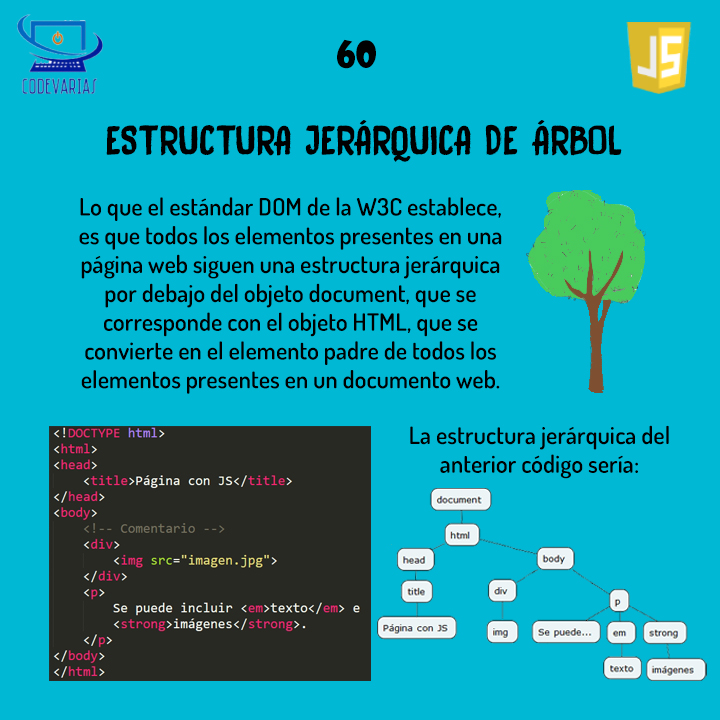 CODEVARIAS
60
JS
ESTRUCTURA JERÁRQUICA DE ÁRBOL
Lo que el estándar DOM de la W3C establece,
es que todos los elementos presentes en una
página web siguen una estructura jerárquica
por debajo del objeto document, que se
corresponde con el objeto HTML, que se
convierte en el elemento padre de todos los
elementos presentes en un documento web.
<!DOCTYPE html>
<html>
<head>
    <title>Página con JS</title>
</head>
<body>
    <!-- Comentario -->
    <div>
        <img src="imagen.jpg">
    </div>
    <p>
        Se puede incluir <em>texto</em> e
        <strong>imágenes</strong>.
    </p>
</body>
</html>
La estructura jerárquica del
anterior código sería:
document
html
head
body
title
div
p
Página con JS
img
Se puede...
em
strong
texto
imágenes